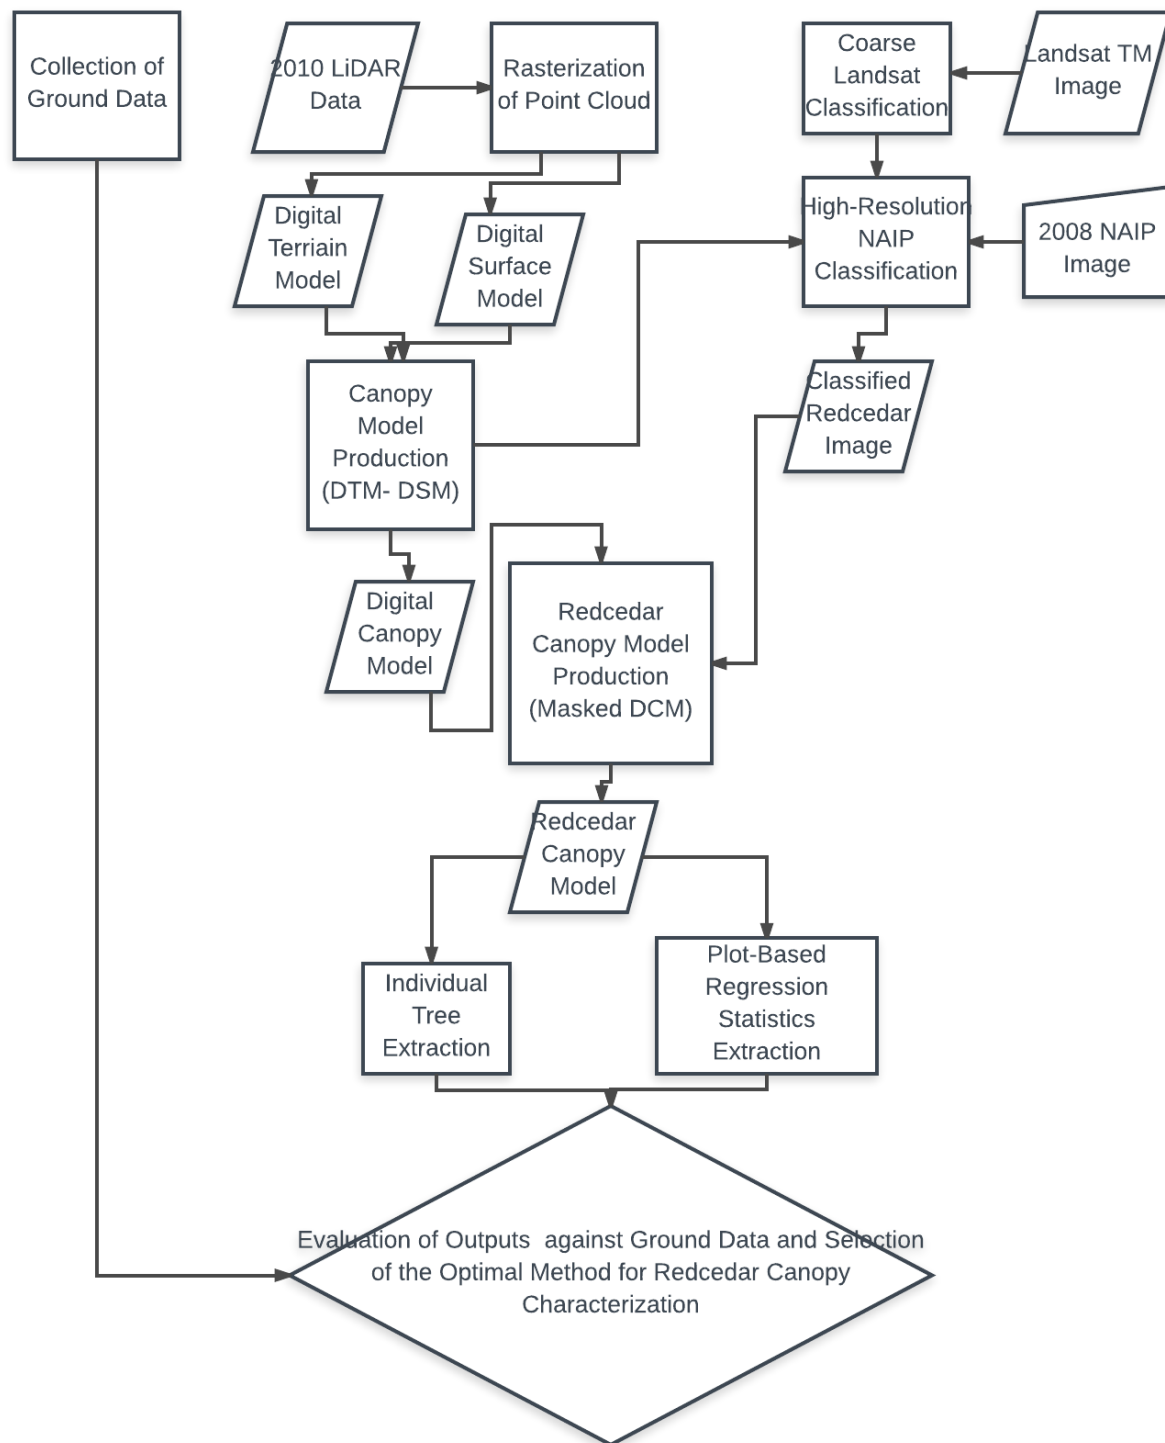 Collection of
Ground Data
2010 LiDAR
Data
Rasterization
of Point Cloud
Coarse
Landsat
Classification
Landsat TM
Image
Digital
Terriain
Model
Digital
Surface
Model
High-Resolution
NAIP
Classification
2008 NAIP
Image
Canopy
Model
Production
(DTM- DSM)
Classified
Redcedar
Image
Digital
Canopy
Model
Redcedar
Canopy Model
Production
(Masked DCM)
Redcedar
Canopy
Model
Individual
Tree
Extraction
Plot-Based
Regression
Statistics
Extraction
Evaluation of Outputs  against Ground Data and Selection
of the Optimal Method for Redcedar Canopy
Characterization